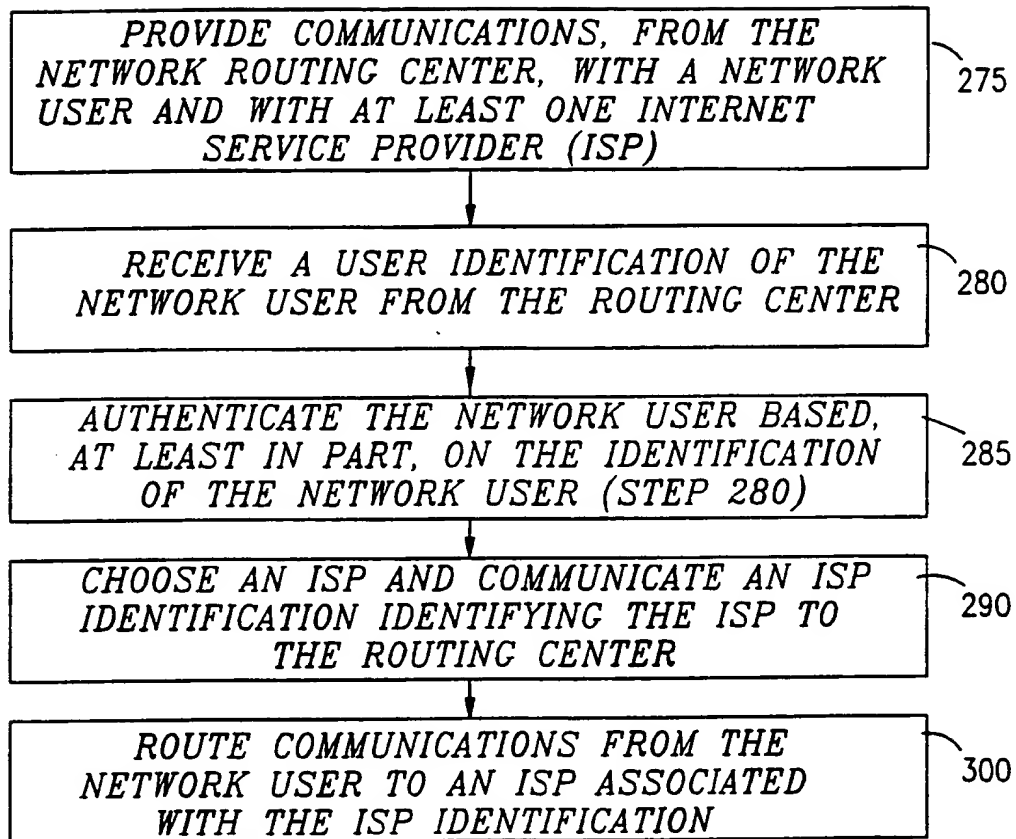 PROVIDE COMMUNICATIONS, FROM THE
NETWORK ROUTING CENTER, WITH A NETWORK
USER AND WITH AT LEAST ONE INTERNET
SERVICE PROVIDER (ISP)
275
RECEIVE A USER IDENTIFICATION OF THE
NETWORK USER FROM THE ROUTING CENTER
280
AUTHENTICATE THE NETWORK USER BASED,
AT LEAST IN PART, ON THE IDENTIFICATION
OF THE NETWORK USER (STEP 280)
285
CHOOSE AN ISP AND COMMUNICATE AN ISP
IDENTIFICATION IDENTIFYING THE ISP TO
THE ROUTING CENTER
290
ROUTE COMMUNICATIONS FROM THE
NETWORK USER TO AN ISP ASSOCIATED
WITH THE ISP IDENTIFICATION
300